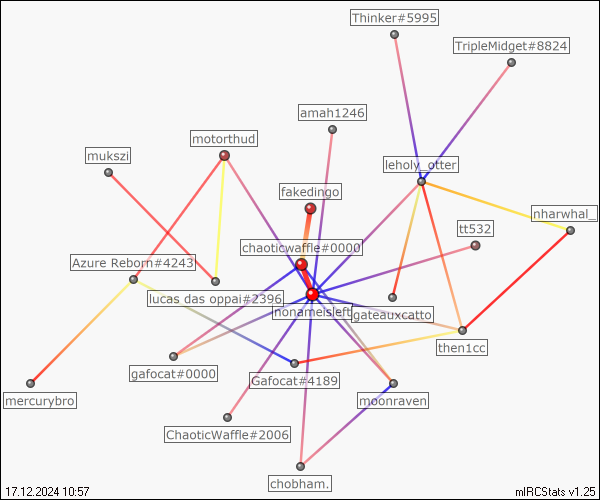 Thinker#5995
TripleMidget#8824
amah1246
motorthud
mukszi
leholy_otter
fakedingo
nharwhal_
tt532
chaoticwaffle#0000
Azure Reborn#4243
lucas das oppai#2396
nonameisleft
gateauxcatto
then1cc
gafocat#0000
Gafocat#4189
mercurybro
moonraven
ChaoticWaffle#2006
chobham.
17.12.2024 10:57
mIRCStats v1.25